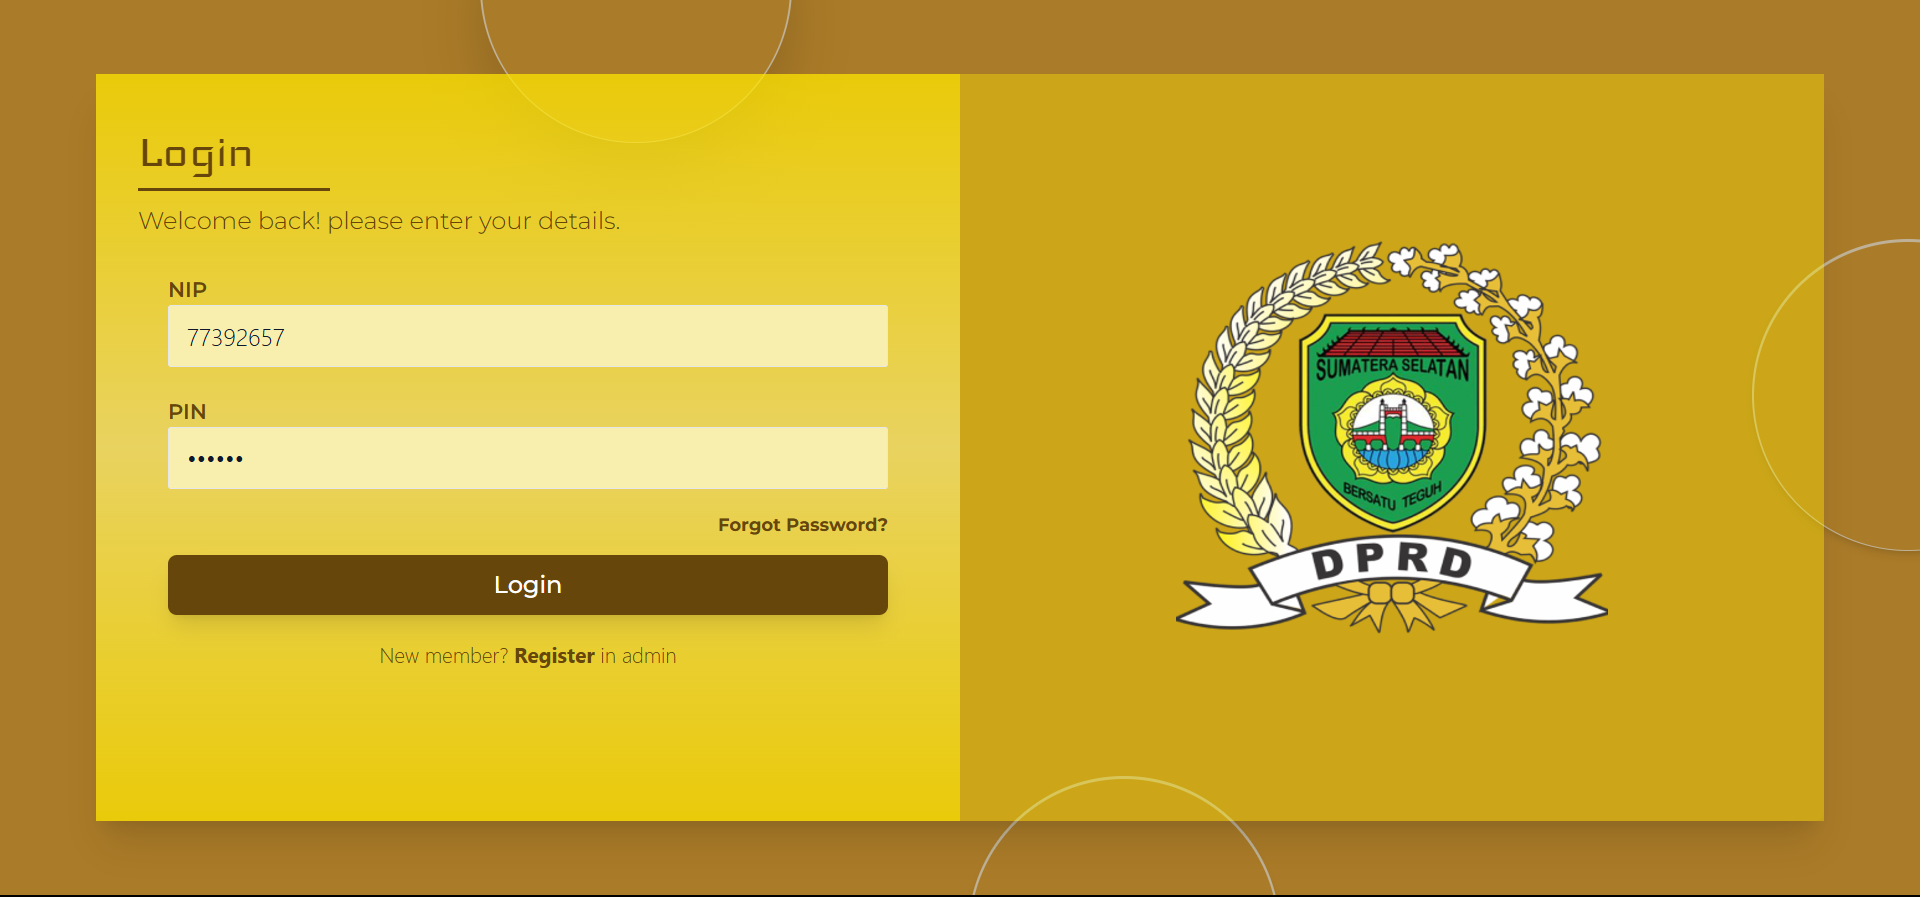 Login
Welcome back! please enter your details.
NIP
77392657
PIN
••••••
Forgot Password?
Login
New member? Register in admin
SUMATERA SELATAN
BERSATU TEGUH
DPRD